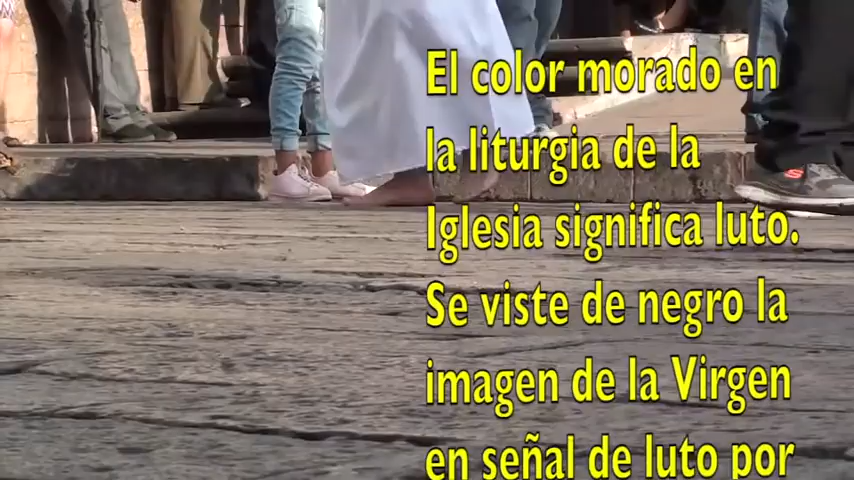 El color morado en
la liturgia de la
Iglesia significa luto.
Se viste de negro la
imagen de la Virgen
en señal de luto por